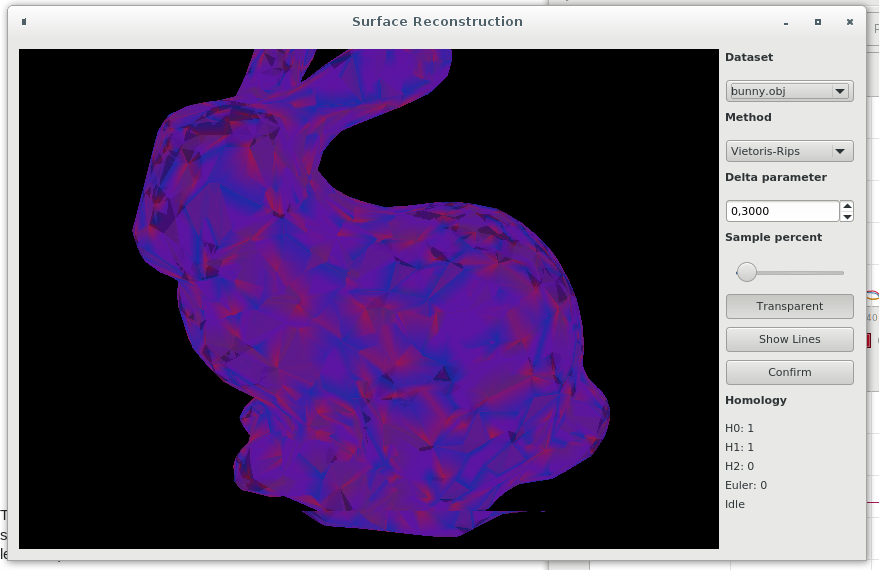 Surface Reconstruction
Dataset
bunny.obj
Method
Vietoris-Rips
Delta parameter
0,3000
Sample percent
Transparent
Show Lines
Confirm
Homology
H0: 1
H1: 1
H2: 0
Euler: 0
Idle
40